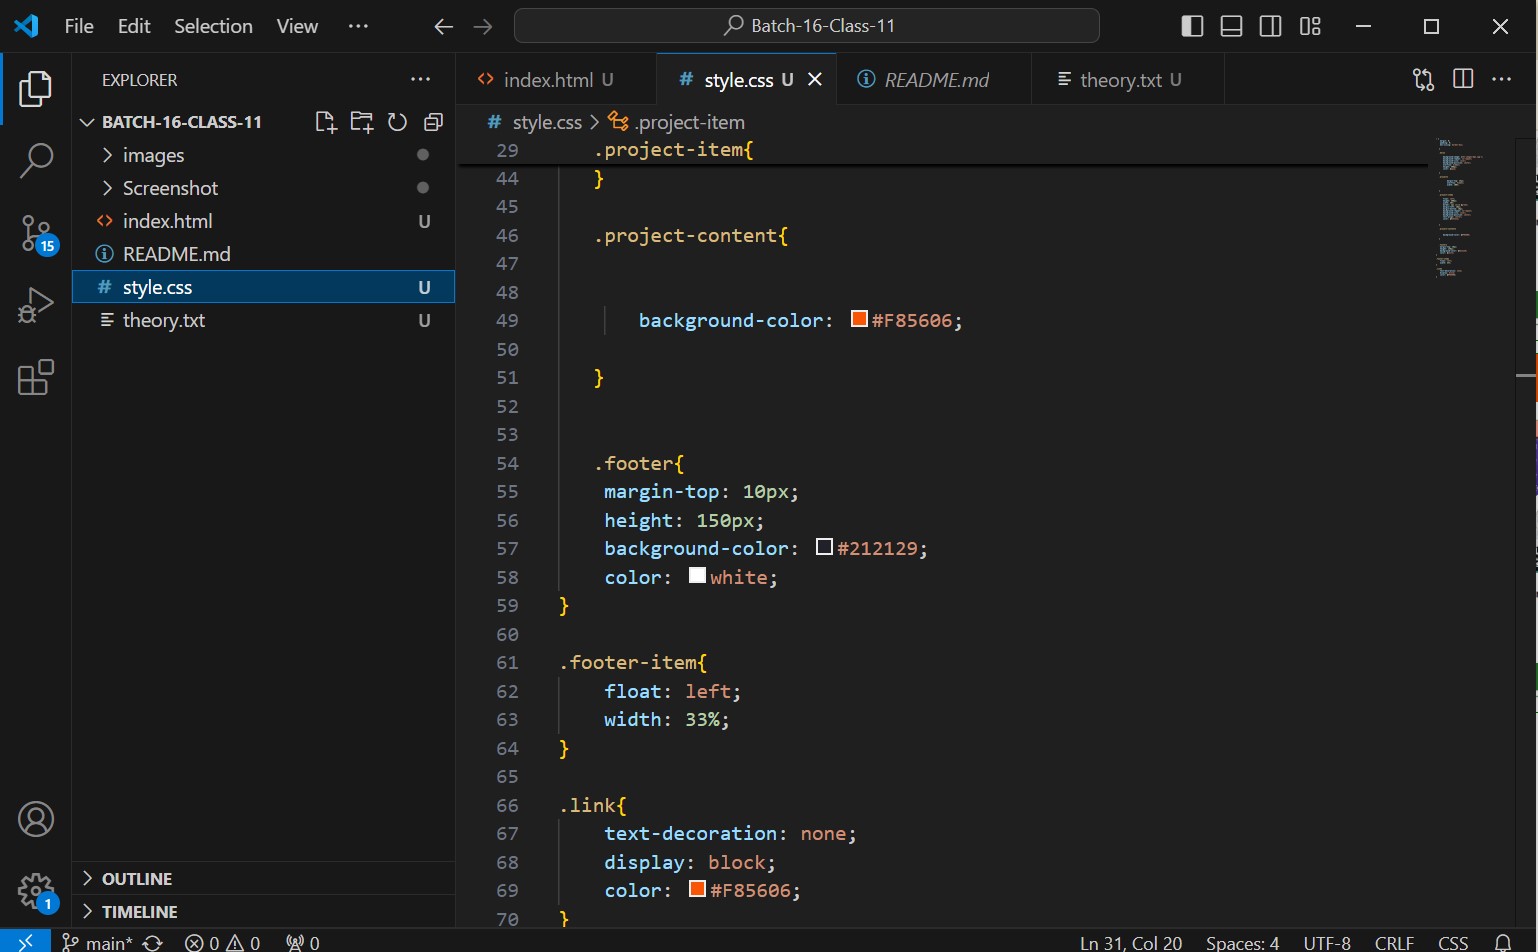 File Edit Selection View ··· Batch-16-Class-11
EXPLORER ···
index.html U style.css U README.md theory.txt U ···
BATCH-16-CLASS-11
images
Screenshot
index.html U
README.md
style.css U
theory.txt U
15
1
OUTLINE
TIMELINE
# style.css > .project-item
29 .project-item{
44 }
45
46 .project-content{
47
48
49 background-color: #F85606;
50
51 }
52
53
54 .footer{
55 margin-top: 10px;
56 height: 150px;
57 background-color: #212129;
58 color: white;
59 }
60
61 .footer-item{
62 float: left;
63 width: 33%;
64 }
65
66 .link{
67 text-decoration: none;
68 display: block;
69 color: #F85606;
70 }
main* 0 0 0 Ln 31, Col 20 Spaces: 4 UTF-8 CRLF CSS